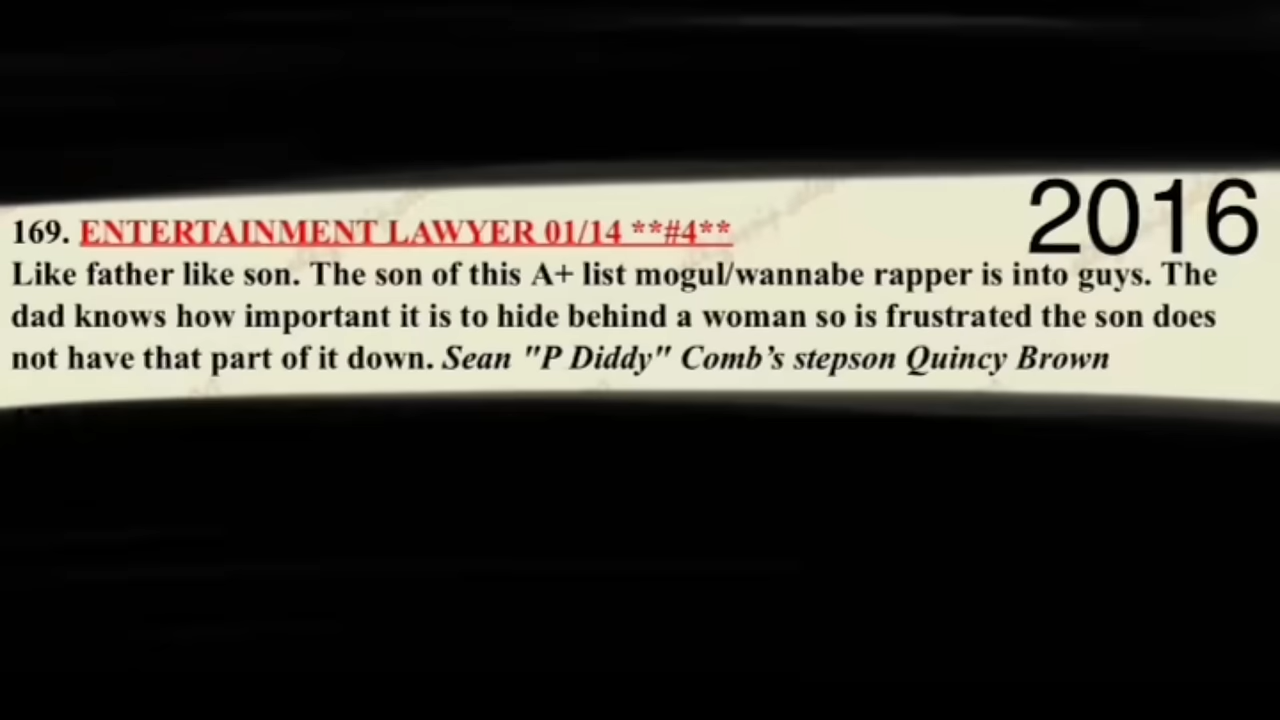 2016
169. ENTERTAINMENT LAWYER 01/14 **#4**
Like father like son. The son of this A+ list mogul/wannabe rapper is into guys. The
dad knows how important it is to hide behind a woman so is frustrated the son does
not have that part of it down. Sean "P Diddy" Comb’s stepson Quincy Brown